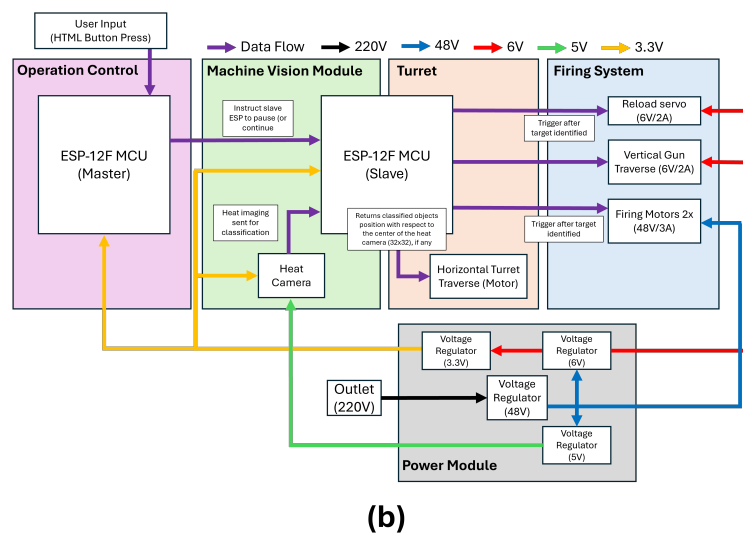 User Input
(HTML Button Press)
Data Flow
220V
48V
6V
5V
3.3V
Operation Control
Machine Vision Module
Turret
Firing System
ESP-12F MCU
(Master)
Instruct slave
ESP to pause (or
continue
ESP-12F MCU
(Slave)
Reload servo
(6V/2A)
Trigger after
target identified
Vertical Gun
Traverse (6V/2A)
Heat imaging
sent for
classification
Returns classified objects
position with respect to
the center of the heat
camera (32x32), if any
Firing Motors 2x
(48V/3A)
Trigger after target
identified
Heat
Camera
Horizontal Turret
Traverse (Motor)
Voltage
Regulator
(3.3V)
Voltage
Regulator
(6V)
Outlet
(220V)
Voltage
Regulator
(48V)
Voltage
Regulator
(5V)
Power Module
(b)